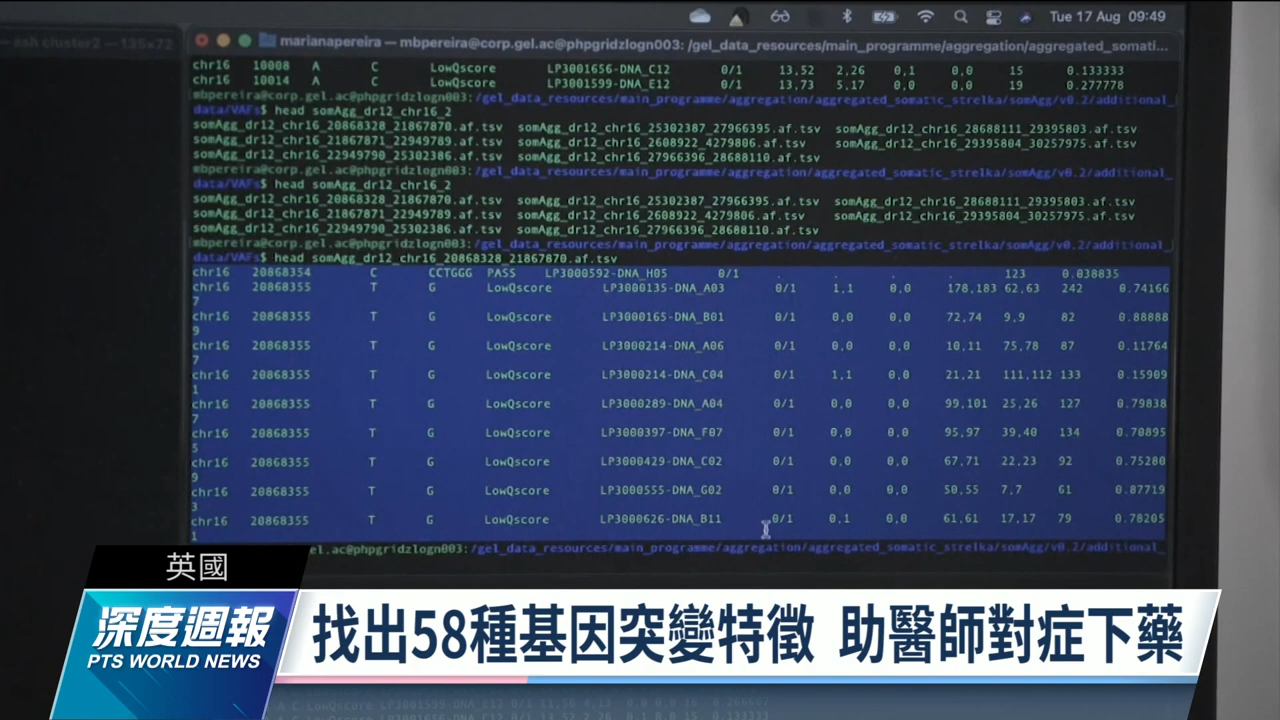 Tue 17 Aug 09:49
ssh cluster2 — 135×72
marianapereira — mbpereira@corp.gel.ac@phpgridzlogn003: /gel_data_resources/main_programme/aggregation/aggregated_somati...
chr16 10008 A C LowQscore LP3001656-DNA_C12 0/1 13,52 2,26 0,1 0,0 15 0.133333
chr16 10014 A C LowQscore LP3001599-DNA_E12 0/1 13,73 5,17 0,0 0,0 19 0.277778
mbpereira@corp.gel.ac@phpgridzlogn003:/gel_data_resources/main_programme/aggregation/aggregated_somatic_strelka/somAgg/v0.2/additional_
data/VAFs$ head somAgg_dr12_chr16_2
somAgg_dr12_chr16_20868328_21867870.af.tsv somAgg_dr12_chr16_25302387_27966395.af.tsv somAgg_dr12_chr16_28688111_29395803.af.tsv
somAgg_dr12_chr16_21867871_22949789.af.tsv somAgg_dr12_chr16_2608922_4279806.af.tsv somAgg_dr12_chr16_29395804_30257975.af.tsv
somAgg_dr12_chr16_22949790_25302386.af.tsv somAgg_dr12_chr16_27966396_28688110.af.tsv
mbpereira@corp.gel.ac@phpgridzlogn003:/gel_data_resources/main_programme/aggregation/aggregated_somatic_strelka/somAgg/v0.2/additional_
data/VAFs$ head somAgg_dr12_chr16_2
somAgg_dr12_chr16_20868328_21867870.af.tsv somAgg_dr12_chr16_25302387_27966395.af.tsv somAgg_dr12_chr16_28688111_29395803.af.tsv
somAgg_dr12_chr16_21867871_22949789.af.tsv somAgg_dr12_chr16_2608922_4279806.af.tsv somAgg_dr12_chr16_29395804_30257975.af.tsv
somAgg_dr12_chr16_22949790_25302386.af.tsv somAgg_dr12_chr16_27966396_28688110.af.tsv
mbpereira@corp.gel.ac@phpgridzlogn003:/gel_data_resources/main_programme/aggregation/aggregated_somatic_strelka/somAgg/v0.2/additional_
data/VAFs$ head somAgg_dr12_chr16_20868328_21867870.af.tsv
chr16 20868354 C CCTGGG PASS LP3000592-DNA_H05 0/1 . . . . 123 0.038835
chr16 20868355 T G LowQscore LP3000135-DNA_A03 0/1 1,1 0,0 178,183 62,63 242 0.74166
7
chr16 20868355 T G LowQscore LP3000165-DNA_B01 0/1 0,0 0,0 72,74 9,9 82 0.88888
9
chr16 20868355 T G LowQscore LP3000214-DNA_A06 0/1 0,0 0,0 10,11 75,78 87 0.11764
7
chr16 20868355 T G LowQscore LP3000214-DNA_C04 0/1 1,1 0,0 21,21 111,112 133 0.15909
1
chr16 20868355 T G LowQscore LP3000289-DNA_A04 0/1 0,0 0,0 99,101 25,26 127 0.79838
7
chr16 20868355 T G LowQscore LP3000397-DNA_F07 0/1 0,0 0,0 95,97 39,40 134 0.70895
5
chr16 20868355 T G LowQscore LP3000429-DNA_C02 0/1 0,0 0,0 67,71 22,23 92 0.75280
9
chr16 20868355 T G LowQscore LP3000555-DNA_G02 0/1 0,0 0,0 50,55 7,7 61 0.87719
3
chr16 20868355 T G LowQscore LP3000626-DNA_B11 0/1 0,1 0,0 61,61 17,17 79 0.78205
1
el.ac@phpgridzlogn003:/gel_data_resources/main_programme/aggregation/aggregated_somatic_strelka/somAgg/v0.2/additional_
英國
深度週報
PTS WORLD NEWS
找出58種基因突變特徵 助醫師對症下藥